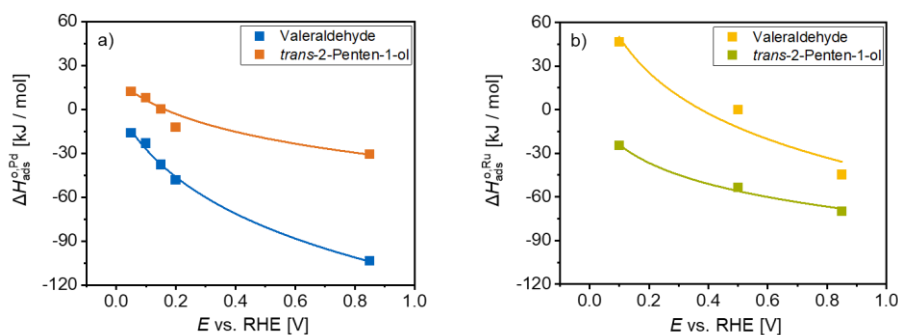 a)
Valeraldehyde
trans-2-Penten-1-ol
60
30
0
-30
-60
-90
-120
ΔH°,Pd ads [kJ / mol]
0.0 0.2 0.4 0.6 0.8 1.0
E vs. RHE [V]
b)
Valeraldehyde
trans-2-Penten-1-ol
60
30
0
-30
-60
-90
-120
ΔH°,Ru ads [kJ / mol]
0.0 0.2 0.4 0.6 0.8 1.0
E vs. RHE [V]